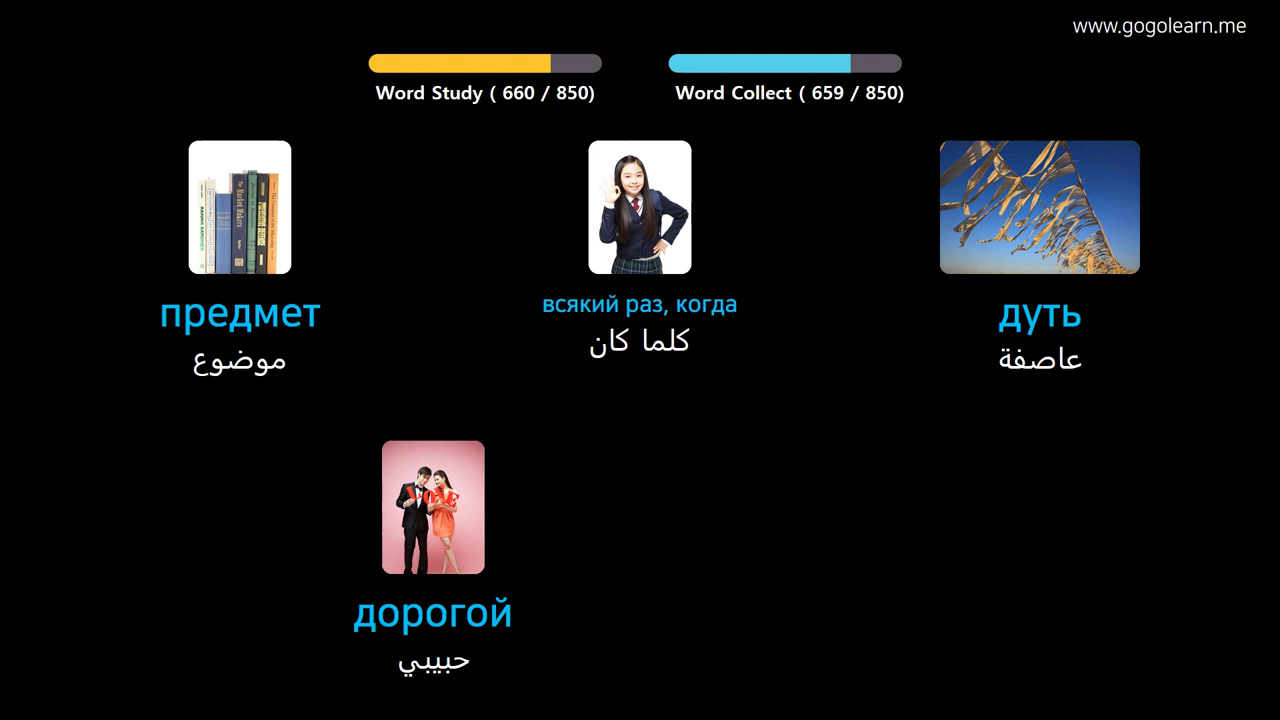 www.gogolearn.me
Word Study ( 660 / 850)
Word Collect ( 659 / 850)
предмет
موضوع
всякий раз, когда
كلما كان
дуть
عاصفة
LOVE
дорогой
حبيبي